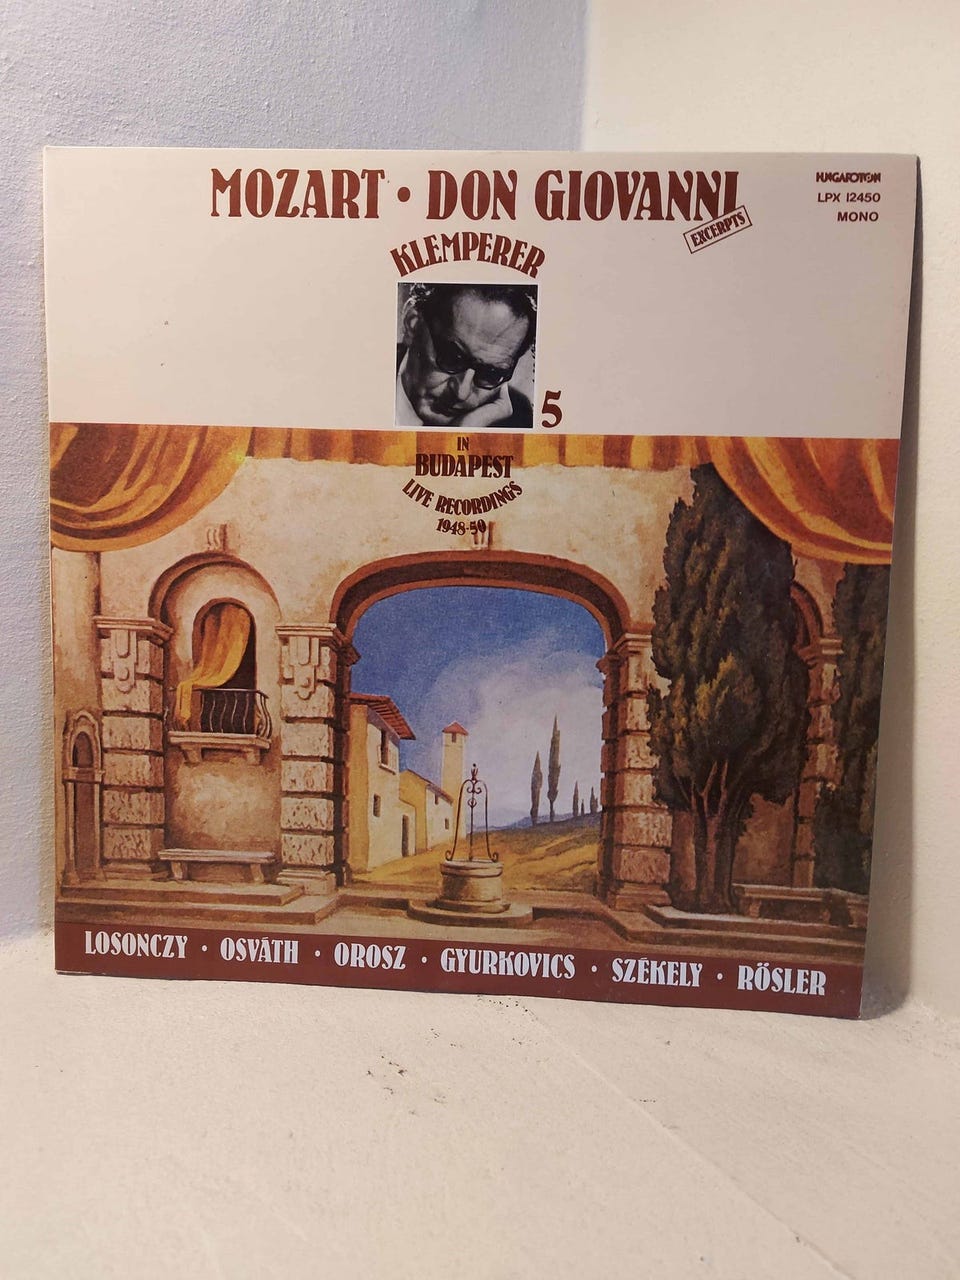 MOZART • DON GIOVANNI
EXCERPTS
HUNGAROTON
LPX 12450
MONO
KLEMPERER
5
IN
BUDAPEST
LIVE RECORDINGS
1948-50
LOSONCZY • OSVÁTH • OROSZ • GYURKOVICS • SZÉKELY • RÖSLER